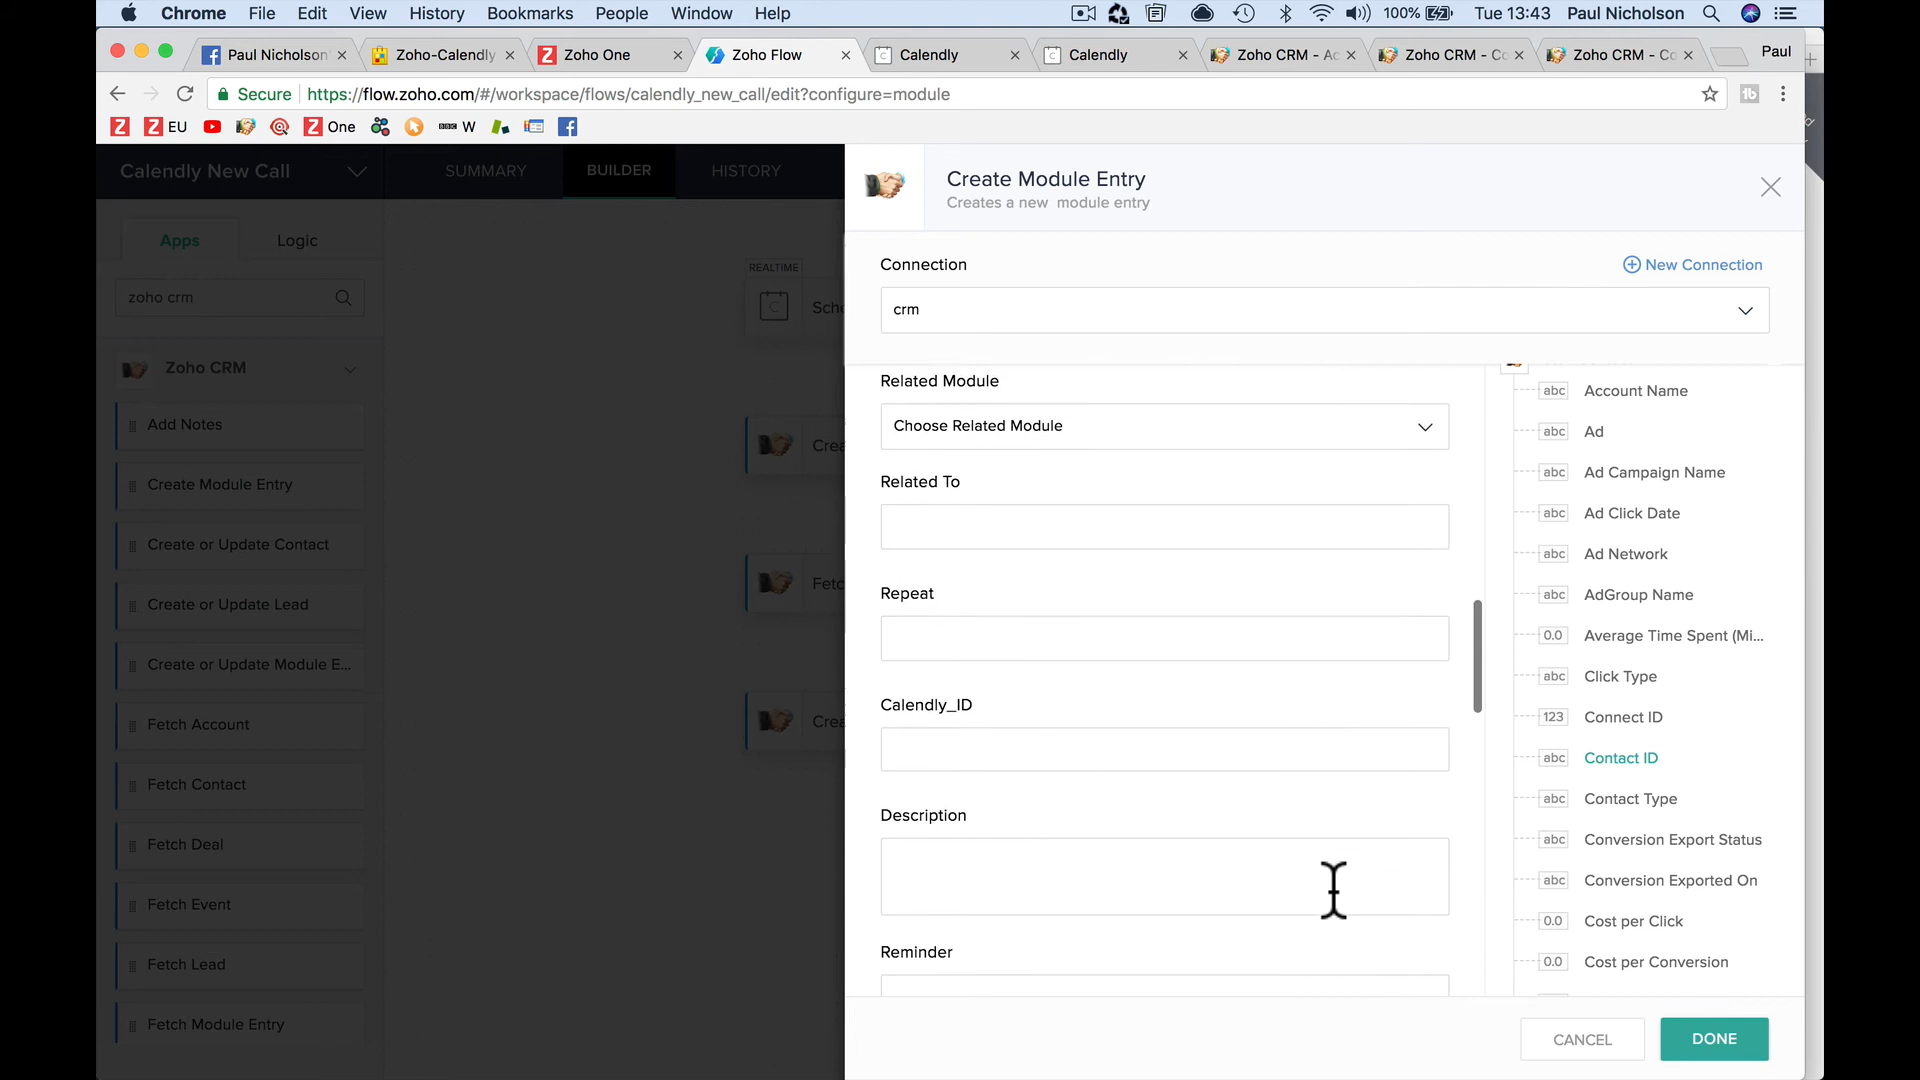 Chrome File Edit View History Bookmarks People Window Help 100% Tue 13:43 Paul Nicholson
Paul Nicholson' Zoho-Calendly Zoho One Zoho Flow Calendly Calendly Zoho CRM - Ac Zoho CRM - Co Zoho CRM - Co Paul
Secure https://flow.zoho.com/#/workspace/flows/calendly_new_call/edit?configure=module
EU One BBC W
Calendly New Call SUMMARY BUILDER HISTORY
Create Module Entry
Creates a new module entry
Apps Logic
zoho crm
Zoho CRM
Add Notes
Create Module Entry
Create or Update Contact
Create or Update Lead
Create or Update Module E...
Fetch Account
Fetch Contact
Fetch Deal
Fetch Event
Fetch Lead
Fetch Module Entry
REALTIME
Sche
Crea
Fetc
Crea
Connection New Connection
crm
Related Module
Choose Related Module
Related To
Repeat
Calendly_ID
Description
Reminder
abc Account Name
abc Ad
abc Ad Campaign Name
abc Ad Click Date
abc Ad Network
abc AdGroup Name
0.0 Average Time Spent (Mi...
abc Click Type
123 Connect ID
abc Contact ID
abc Contact Type
abc Conversion Export Status
abc Conversion Exported On
0.0 Cost per Click
0.0 Cost per Conversion
CANCEL DONE